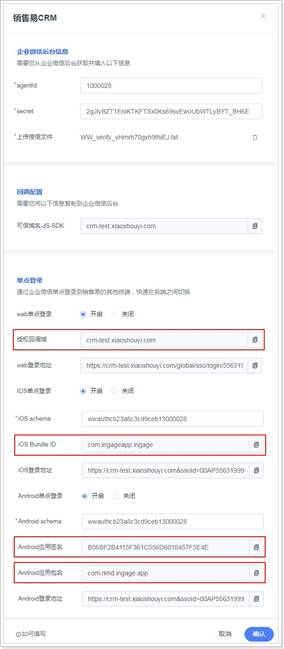 销售易CRM
企业微信后台信息
需要您从企业微信后台获取并填入以下信息
*agentId 1000028
*secret
*上传授信文件
回调配置
需要您将以下信息复制到企业微信后台
可信域名-JS-SDK crm-test.xiaoshouyi.com
单点登录
通过企业微信单点登录到销售易的其他终端，快速在各端之间切换
web单点登录 开启 关闭
授权回调域 crm-test.xiaoshouyi.com
web登录地址 https://crm-test.xiaoshouyi.com/global/sso/login/556315
IOS单点登录 开启 关闭
*iOS schema wwauthcb23a8c3cd9ceb13000028
iOS Bundle ID com.ingageapp.ingage
iOS登录地址 https://crm-test.xiaoshouyi.com&ssoId=00AP55631999
Android单点登录 开启 关闭
*Android schema wwauthcb23a8c3cd9ceb13000028
Android应用签名 B56BF2B4115F361C556D6018457F5E4E
Android应用包名 com.rkhd.ingage.app
Android登录地址 https://crm-test.xiaoshouyi.com&ssoId=00AP55631999
如何填写 取消 确认